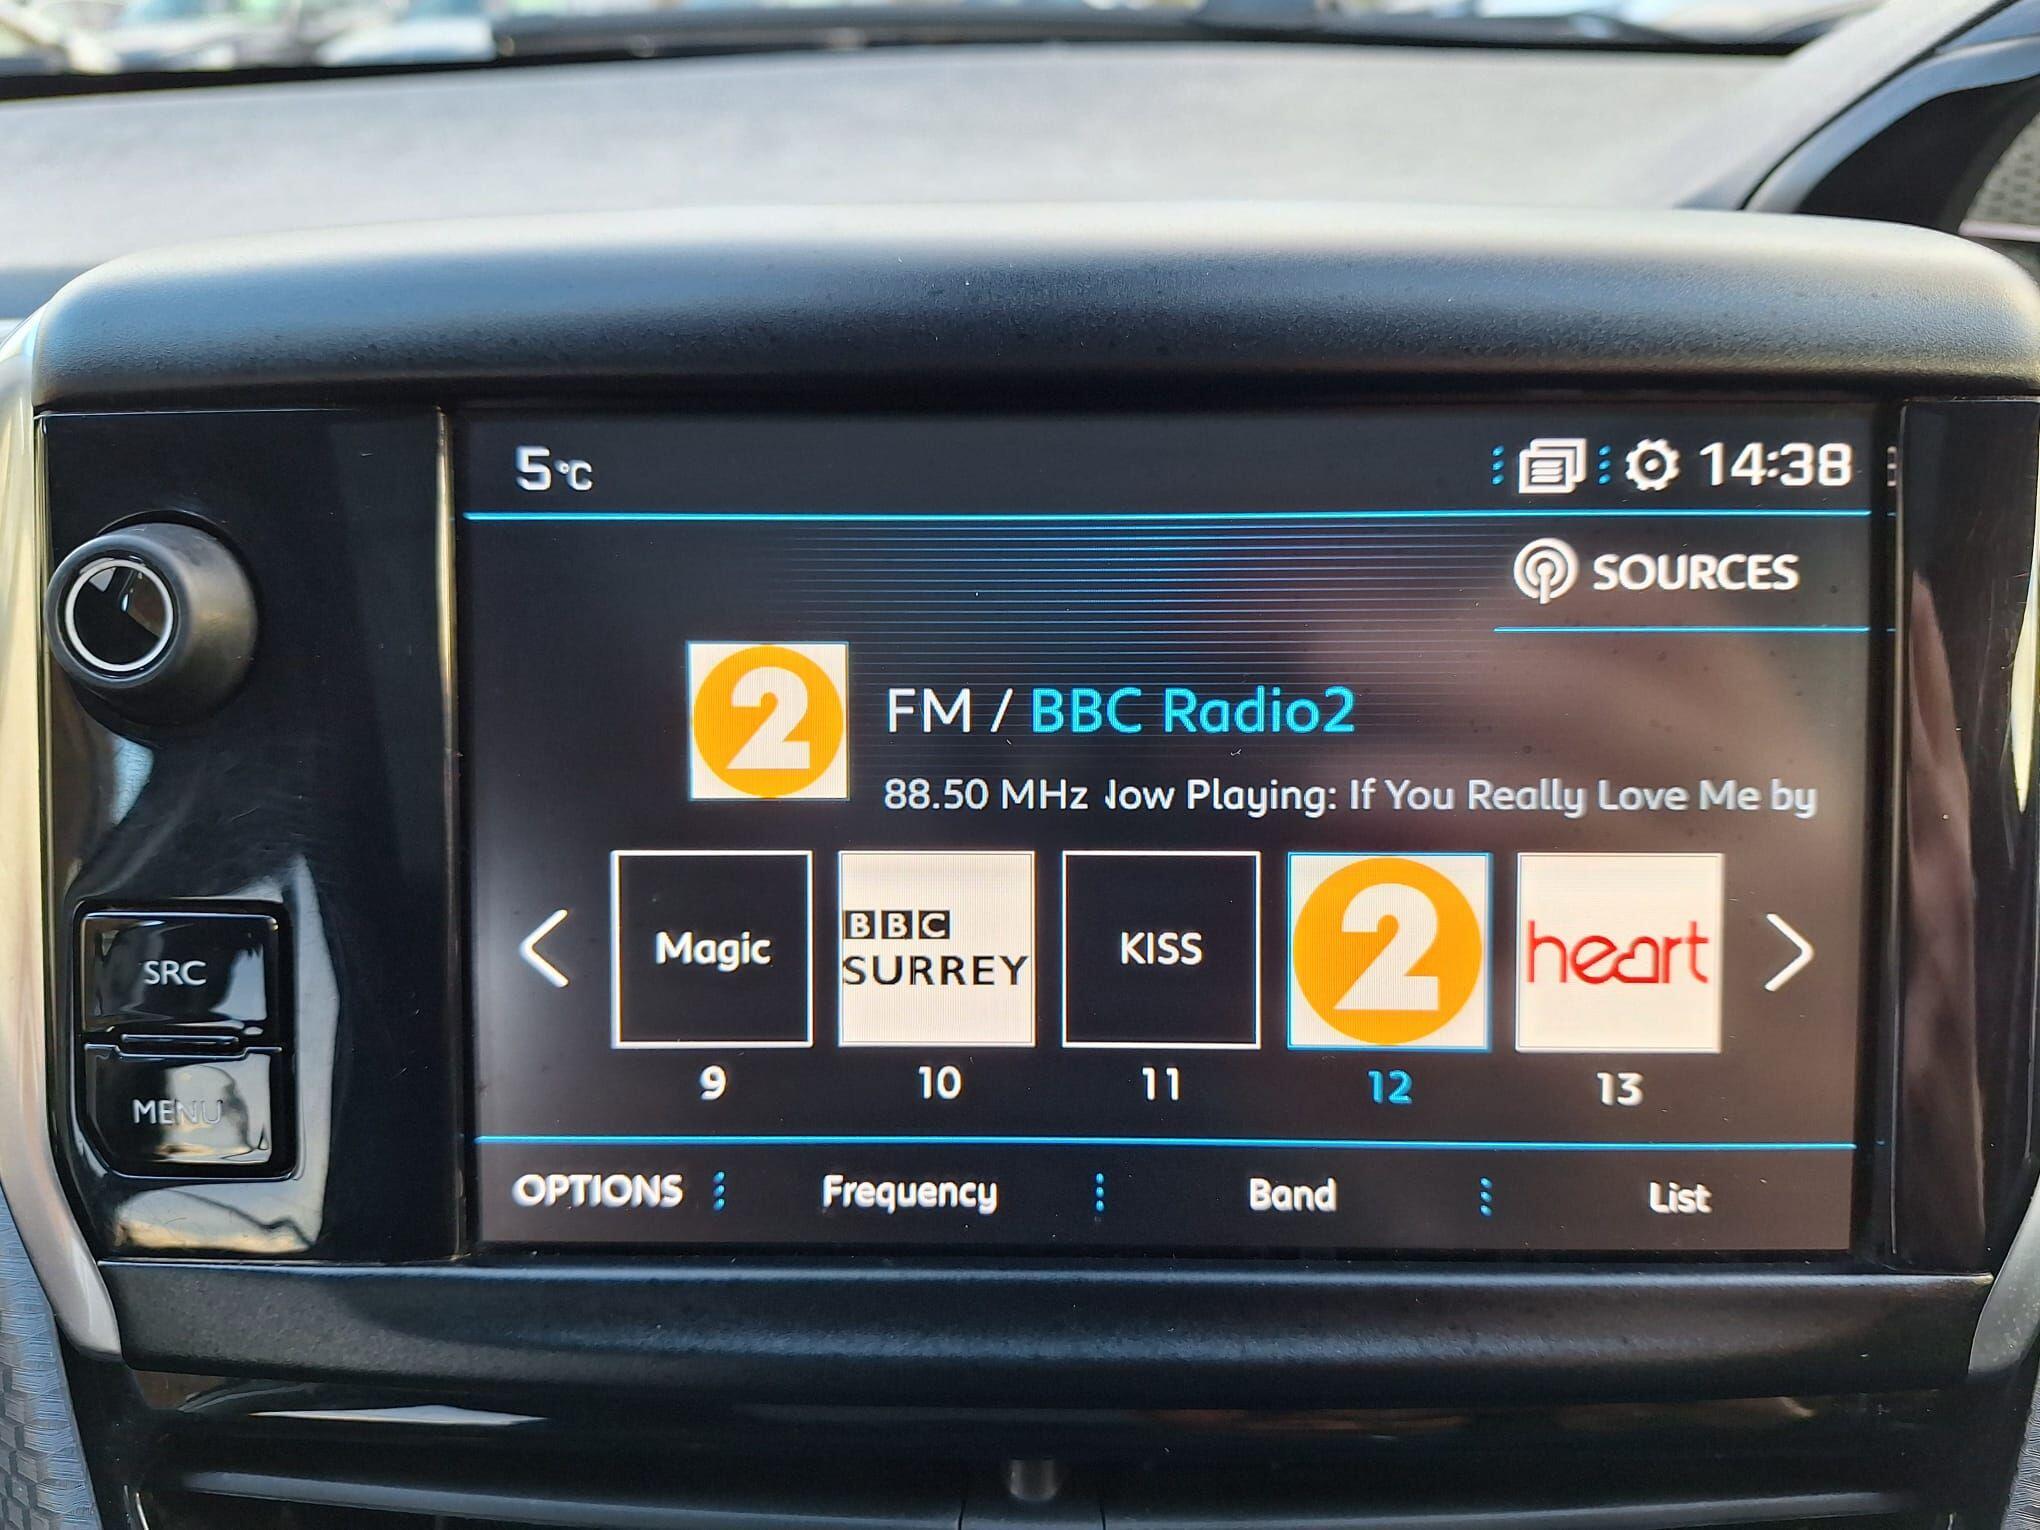 5°C
14:38
SOURCES
2
FM / BBC Radio2
88.50 MHz Now Playing: If You Really Love Me by
Magic
BBC
SURREY
KISS
2
heart
9
10
11
12
13
OPTIONS
Frequency
Band
List
SRC
MENU